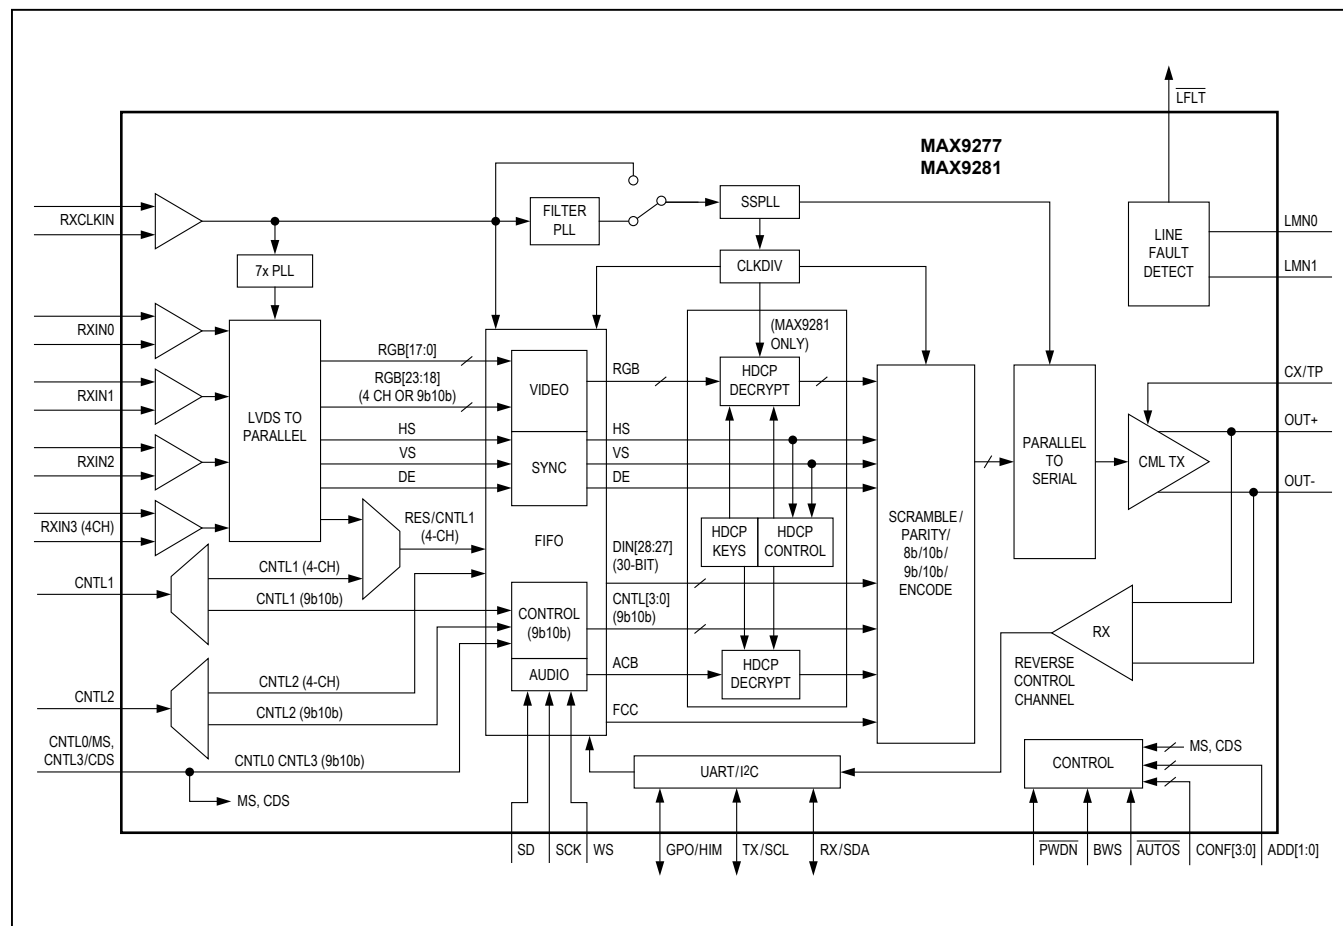 LFLT
MAX9277
MAX9281
RXCLKIN
FILTER
PLL
SSPLL
LINE
FAULT
DETECT
LMN0
LMN1
7x PLL
CLKDIV
RXIN0
RXIN1
RXIN2
RXIN3 (4CH)
LVDS TO
PARALLEL
RGB[17:0]
RGB[23:18]
(4 CH OR 9b10b)
HS
VS
DE
RES/CNTL1
(4-CH)
VIDEO
SYNC
FIFO
CONTROL
(9b10b)
AUDIO
RGB
HS
VS
DE
DIN[28:27]
(30-BIT)
CNTL[3:0]
(9b10b)
ACB
FCC
(MAX9281
ONLY)
HDCP
DECRYPT
HDCP
KEYS
HDCP
CONTROL
HDCP
DECRYPT
SCRAMBLE/
PARITY/
8b/10b/
9b/10b/
ENCODE
PARALLEL
TO
SERIAL
CML TX
CX/TP
OUT+
OUT-
RX
REVERSE
CONTROL
CHANNEL
CNTL1
CNTL1 (4-CH)
CNTL1 (9b10b)
CNTL2
CNTL2 (4-CH)
CNTL2 (9b10b)
CNTL0/MS,
CNTL3/CDS
CNTL0 CNTL3 (9b10b)
MS, CDS
UART/I2C
CONTROL
MS, CDS
SD
SCK
WS
GPO/HIM
TX/SCL
RX/SDA
PWDN
BWS
AUTOS
CONF[3:0]
ADD[1:0]